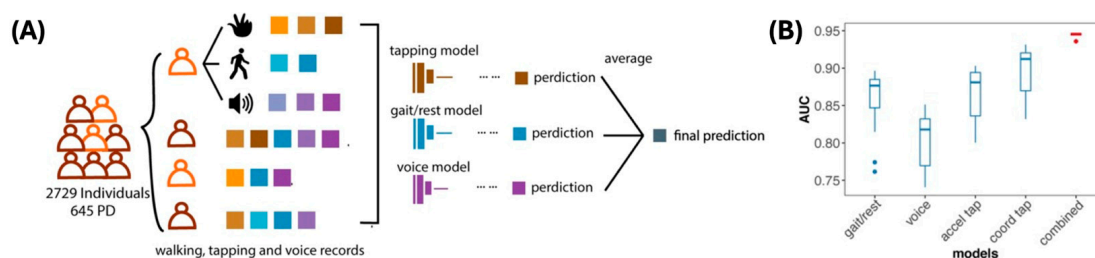 (A)
2729 Individuals
645 PD
walking, tapping and voice records
tapping model
...... perdiction
gait/rest model
...... perdiction
voice model
...... perdiction
average
final prediction
(B)
AUC
0.95
0.90
0.85
0.80
0.75
gait/rest
voice
accel tap
coord tap
combined
models